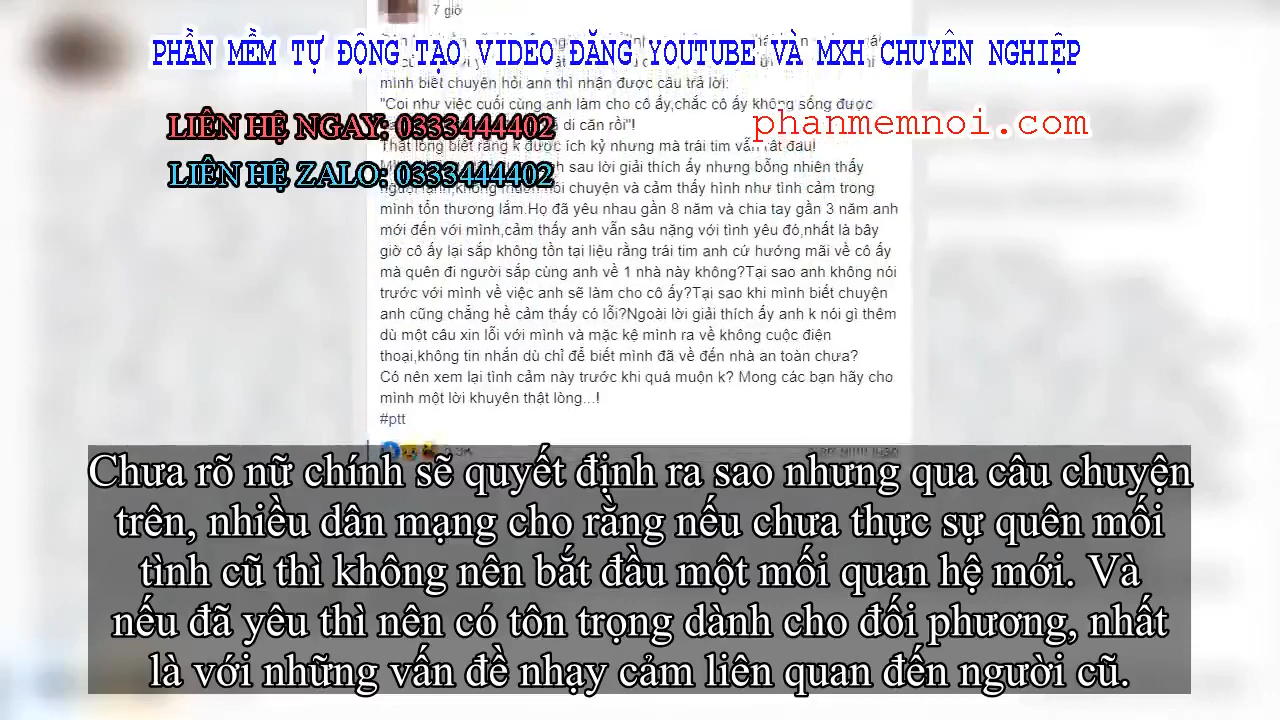 7 giờ
PHẦN MỀM TỰ ĐỘNG TẠO VIDEO ĐĂNG YOUTUBE VÀ MXH CHUYÊN NGHIỆP
mình biết chuyện hỏi anh thì nhận được câu trả lời:
"Coi như việc cuối cùng anh làm cho cô ấy,chắc cô ấy không sống được
LIÊN HỆ NGAY: 0333444402
di căn rồi"!
phanmemnoi.com
Thật lòng biết rằng k được ích kỷ nhưng mà trái tim vẫn rất đau!
sau lời giải thích ấy nhưng bỗng nhiên thấy
LIÊN HỆ ZALO: 0333444402
nói chuyện và cảm thấy hình như tình cảm trong
mình tổn thương lắm.Họ đã yêu nhau gần 8 năm và chia tay gần 3 năm anh
mới đến với mình,cảm thấy anh vẫn sâu nặng với tình yêu đó,nhất là bây
giờ cô ấy lại sắp không tồn tại liệu rằng trái tim anh cứ hướng mãi về cô ấy
mà quên đi người sắp cùng anh về 1 nhà này không?Tại sao anh không nói
trước với mình về việc anh sẽ làm cho cô ấy?Tại sao khi mình biết chuyện
anh cũng chẳng hề cảm thấy có lỗi?Ngoài lời giải thích ấy anh k nói gì thêm
dù một câu xin lỗi với mình và mặc kệ mình ra về không cuộc điện
thoại,không tin nhắn dù chỉ để biết mình đã về đến nhà an toàn chưa?
Có nên xem lại tình cảm này trước khi quá muộn k? Mong các bạn hãy cho
mình một lời khuyên thật lòng...!
#ptt
Chưa rõ nữ chính sẽ quyết định ra sao nhưng qua câu chuyện
trên, nhiều dân mạng cho rằng nếu chưa thực sự quên mối
tình cũ thì không nên bắt đầu một mối quan hệ mới. Và
nếu đã yêu thì nên có tôn trọng dành cho đối phương, nhất
là với những vấn đề nhạy cảm liên quan đến người cũ.